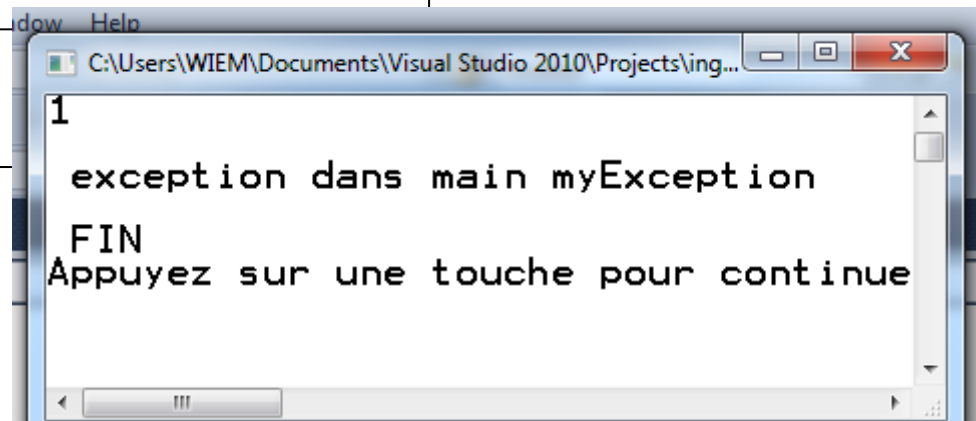 Help
C:\Users\WIEM\Documents\Visual Studio 2010\Projects\ing...
1
exception dans main myException
FIN
Appuyez sur une touche pour continue